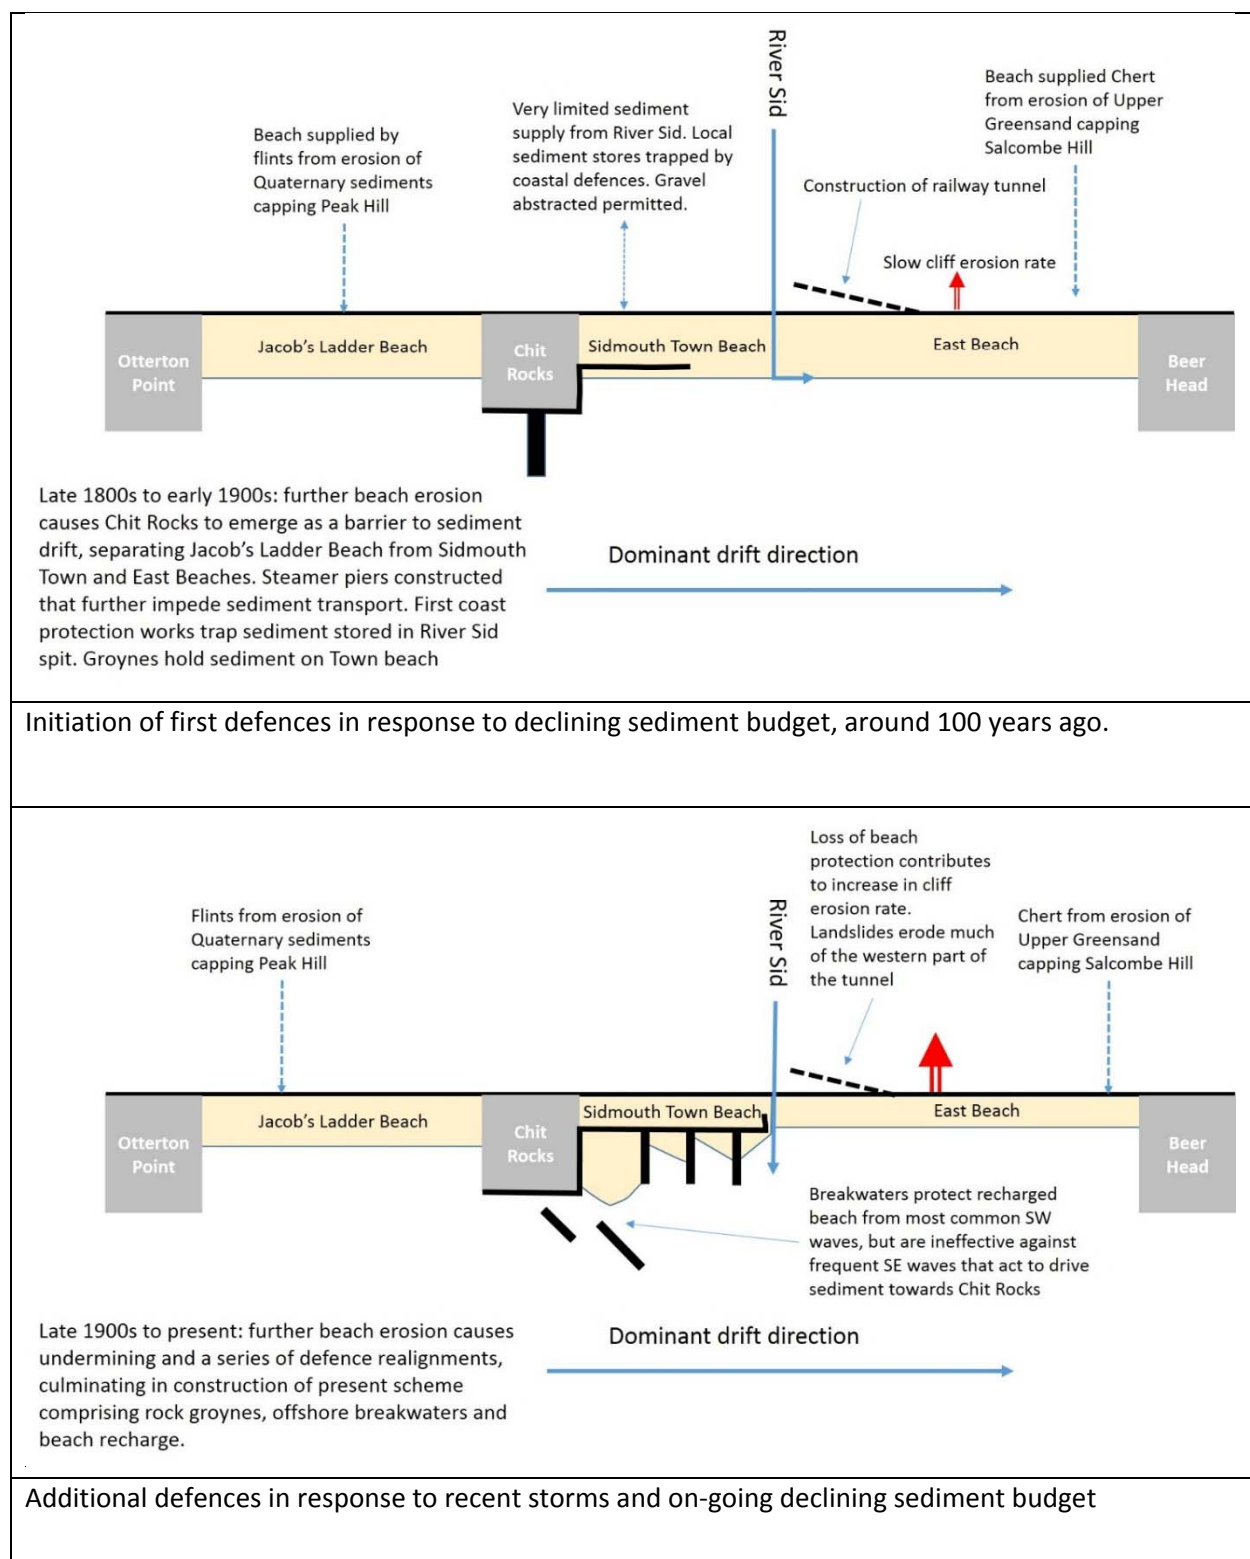 River Sid
Beach supplied Chert
from erosion of Upper
Greensand capping
Salcombe Hill
Very limited sediment
supply from River Sid. Local
sediment stores trapped by
coastal defences. Gravel
abstracted permitted.
Beach supplied by
flints from erosion of
Quaternary sediments
capping Peak Hill
Construction of railway tunnel
Slow cliff erosion rate
Otterton
Point
Jacob's Ladder Beach
Chit
Rocks
Sidmouth Town Beach
East Beach
Beer
Head
Late 1800s to early 1900s: further beach erosion
causes Chit Rocks to emerge as a barrier to sediment
drift, separating Jacob's Ladder Beach from Sidmouth
Town and East Beaches. Steamer piers constructed
that further impede sediment transport. First coast
protection works trap sediment stored in River Sid
spit. Groynes hold sediment on Town beach
Dominant drift direction
Initiation of first defences in response to declining sediment budget, around 100 years ago.
Loss of beach
protection contributes
to increase in cliff
erosion rate.
Landslides erode much
of the western part of
the tunnel
Flints from erosion of
Quaternary sediments
capping Peak Hill
River Sid
Chert from erosion of
Upper Greensand
capping Salcombe Hill
Otterton
Point
Jacob's Ladder Beach
Chit
Rocks
Sidmouth Town Beach
East Beach
Beer
Head
Breakwaters protect recharged
beach from most common SW
waves, but are ineffective against
frequent SE waves that act to drive
sediment towards Chit Rocks
Late 1900s to present: further beach erosion causes
undermining and a series of defence realignments,
culminating in construction of present scheme
comprising rock groynes, offshore breakwaters and
beach recharge.
Dominant drift direction
Additional defences in response to recent storms and on-going declining sediment budget